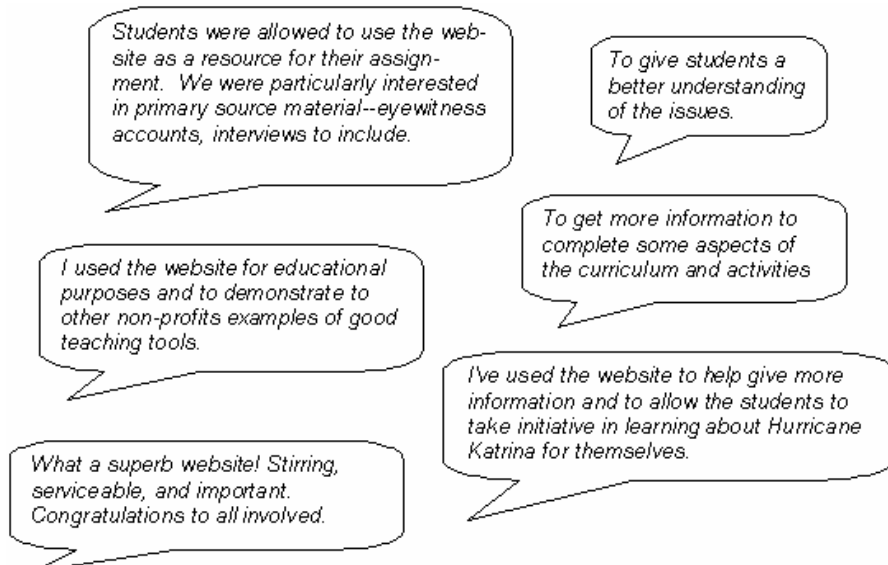 Students were allowed to use the web-
site as a resource for their assign-
ment.  We were particularly interested
in primary source material--eyewitness
accounts, interviews to include.
To give students a
better understanding
of the issues.
To get more information to
complete some aspects of
the curriculum and activities
I used the website for educational
purposes and to demonstrate to
other non-profits examples of good
teaching tools.
I've used the website to help give more
information and to allow the students to
take initiative in learning about Hurricane
Katrina for themselves.
What a superb website! Stirring,
serviceable, and important.
Congratulations to all involved.